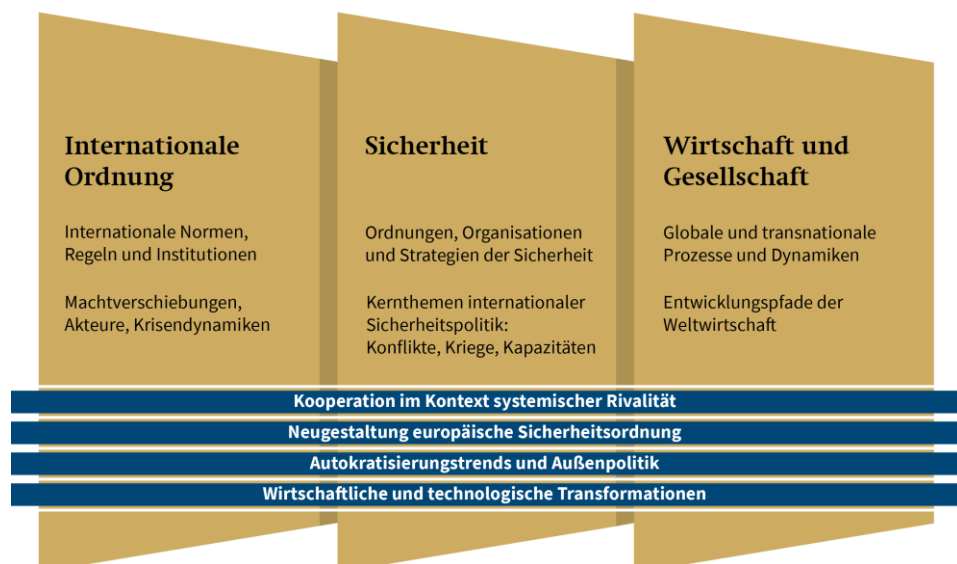 Internationale
Ordnung
Internationale Normen,
Regeln und Institutionen
Machtverschiebungen,
Akteure, Krisendynamiken
Sicherheit
Ordnungen, Organisationen
und Strategien der Sicherheit
Kernthemen internationaler
Sicherheitspolitik:
Konflikte, Kriege, Kapazitäten
Wirtschaft und
Gesellschaft
Globale und transnationale
Prozesse und Dynamiken
Entwicklungspfade der
Weltwirtschaft
Kooperation im Kontext systemischer Rivalität
Neugestaltung europäische Sicherheitsordnung
Autokratisierungstrends und Außenpolitik
Wirtschaftliche und technologische Transformationen